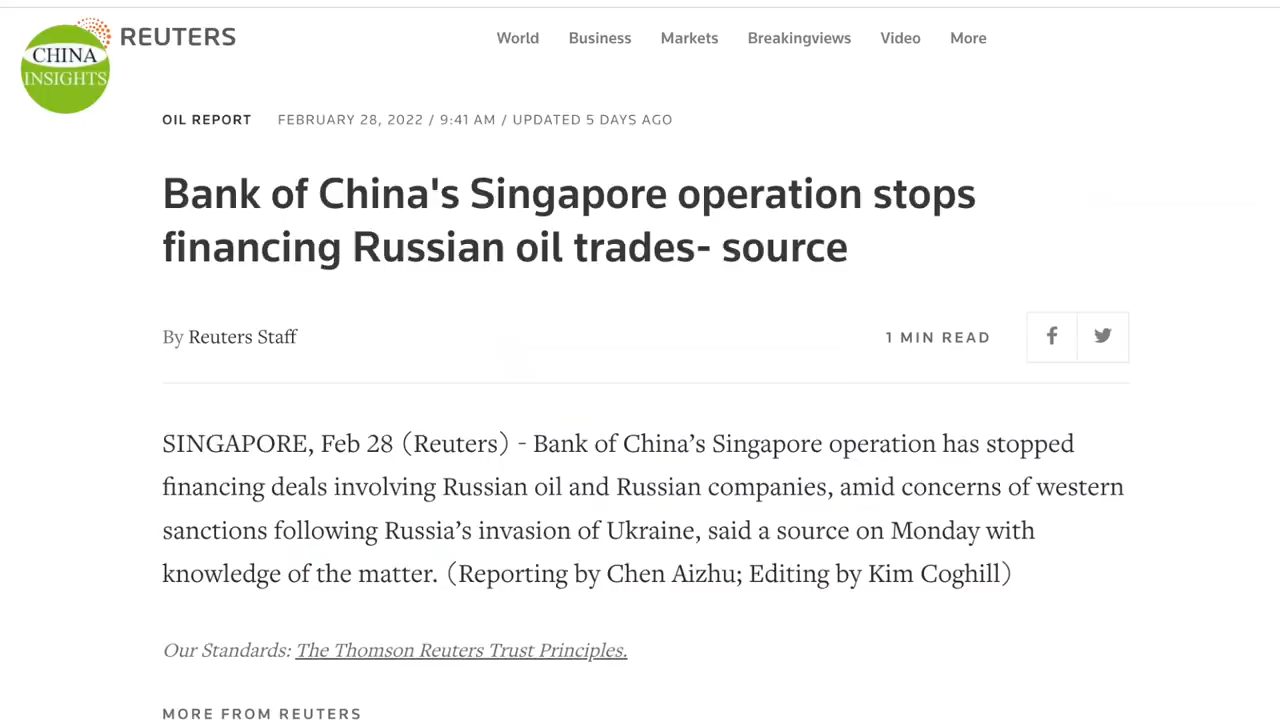 CHINA
INSIGHTS
REUTERS
World Business Markets Breakingviews Video More
OIL REPORT FEBRUARY 28, 2022 / 9:41 AM / UPDATED 5 DAYS AGO
Bank of China's Singapore operation stops
financing Russian oil trades- source
By Reuters Staff
1 MIN READ
SINGAPORE, Feb 28 (Reuters) - Bank of China’s Singapore operation has stopped
financing deals involving Russian oil and Russian companies, amid concerns of western
sanctions following Russia’s invasion of Ukraine, said a source on Monday with
knowledge of the matter. (Reporting by Chen Aizhu; Editing by Kim Coghill)
Our Standards: The Thomson Reuters Trust Principles.
MORE FROM REUTERS